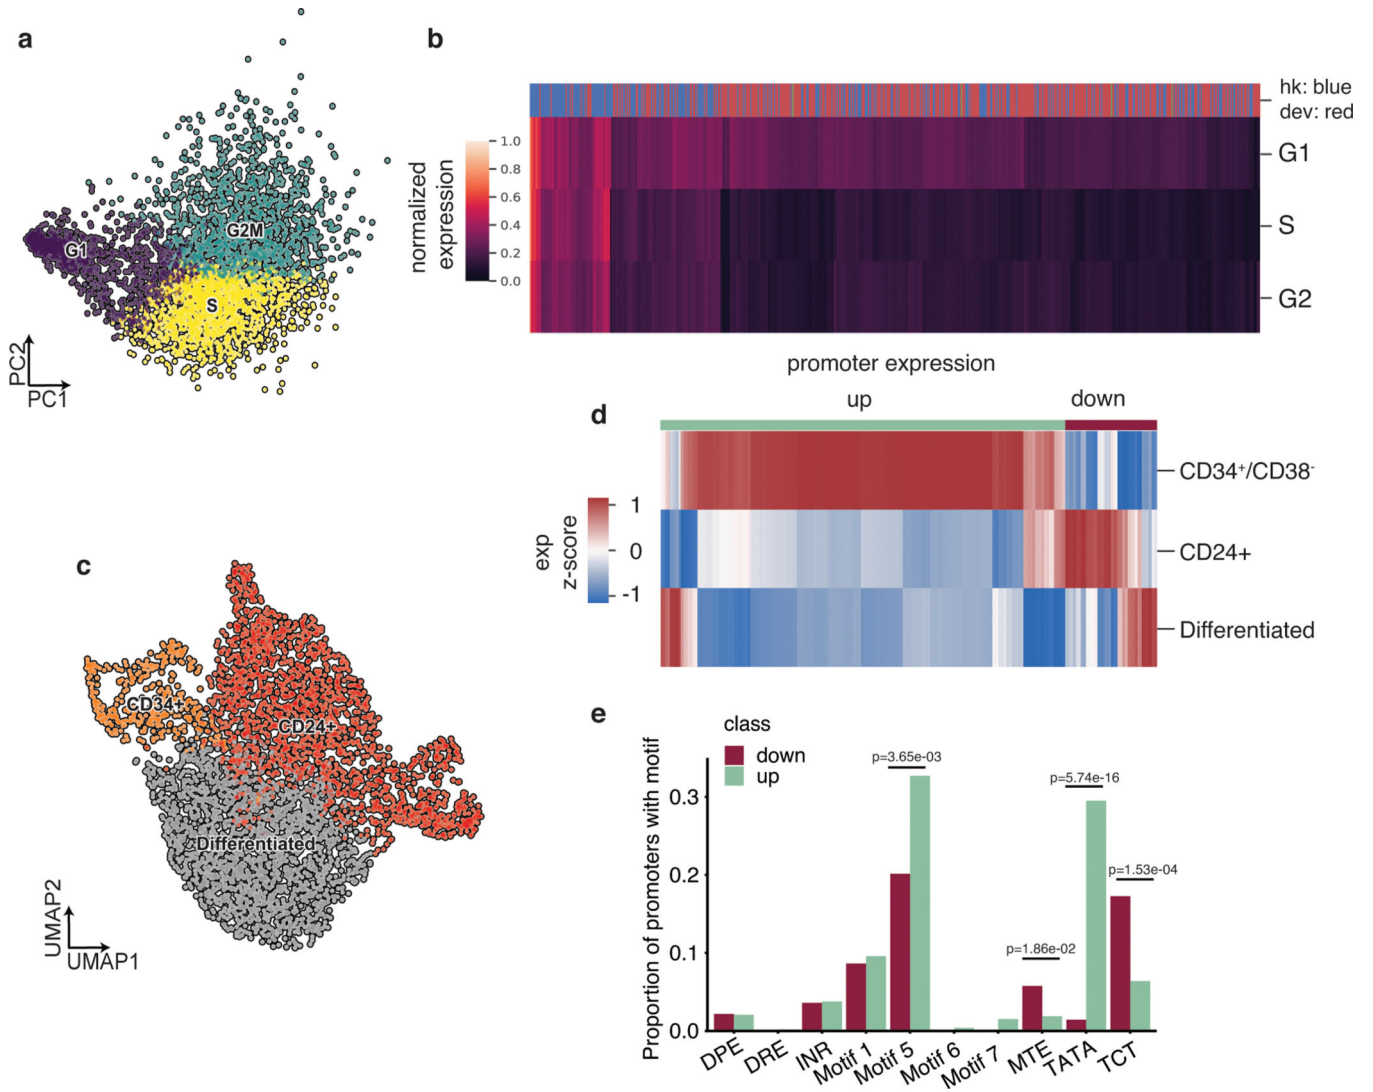 a
G2M
G1
S
PC2
PC1
b
hk: blue
dev: red
normalized
expression
1.0
0.8
0.6
0.4
0.2
0.0
G1
S
G2
promoter expression
c
CD34+
CD24+
Differentiated
UMAP2
UMAP1
d
up
down
exp
z-score
1
0
-1
CD34⁺/CD38⁻
CD24+
Differentiated
e
class
down
up
Proportion of promoters with motif
0.3
0.2
0.1
0.0
p=3.65e-03
p=5.74e-16
p=1.53e-04
p=1.86e-02
DPE
DRE
INR
Motif 1
Motif 5
Motif 6
Motif 7
MTE
TATA
TCT